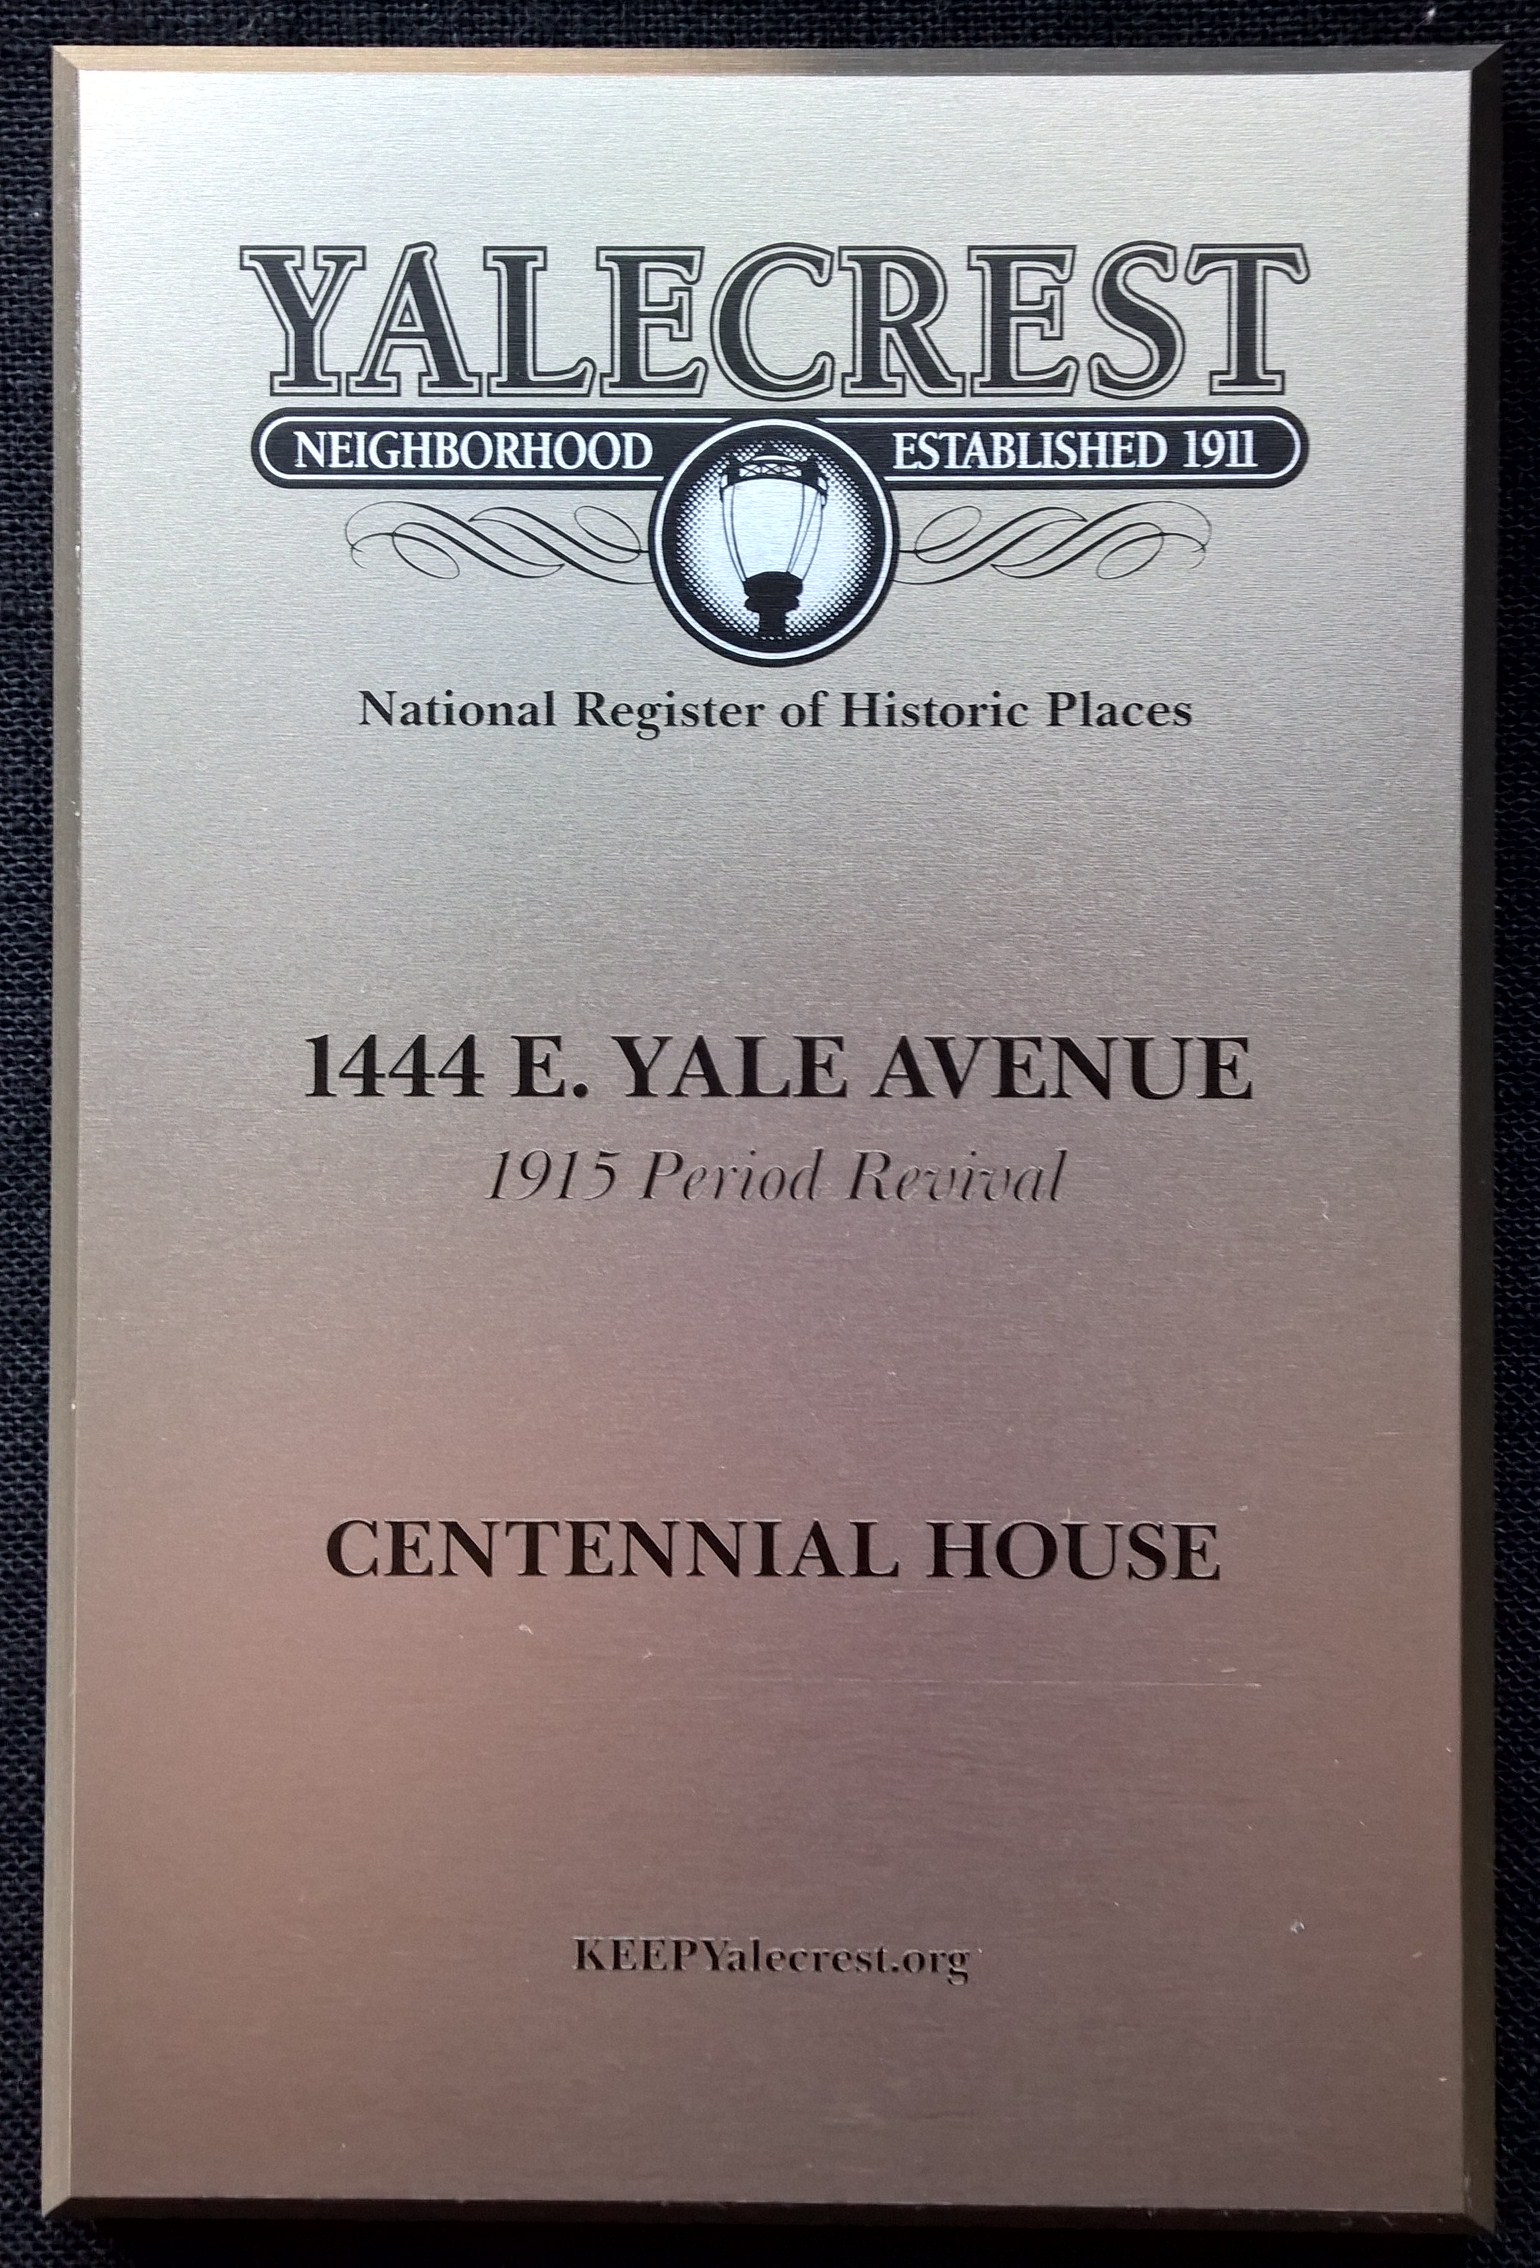 YALECREST
NEIGHBORHOOD ESTABLISHED 1911
National Register of Historic Places
1444 E. YALE AVENUE
1915 Period Revival
CENTENNIAL HOUSE
KEEPYalecrest.org